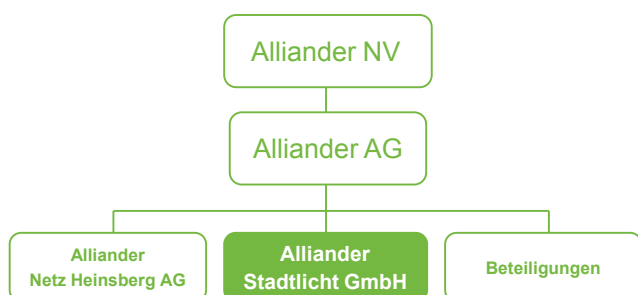 Alliander NV
Alliander AG
Alliander
Netz Heinsberg AG
Alliander
Stadtlicht GmbH
Beteiligungen